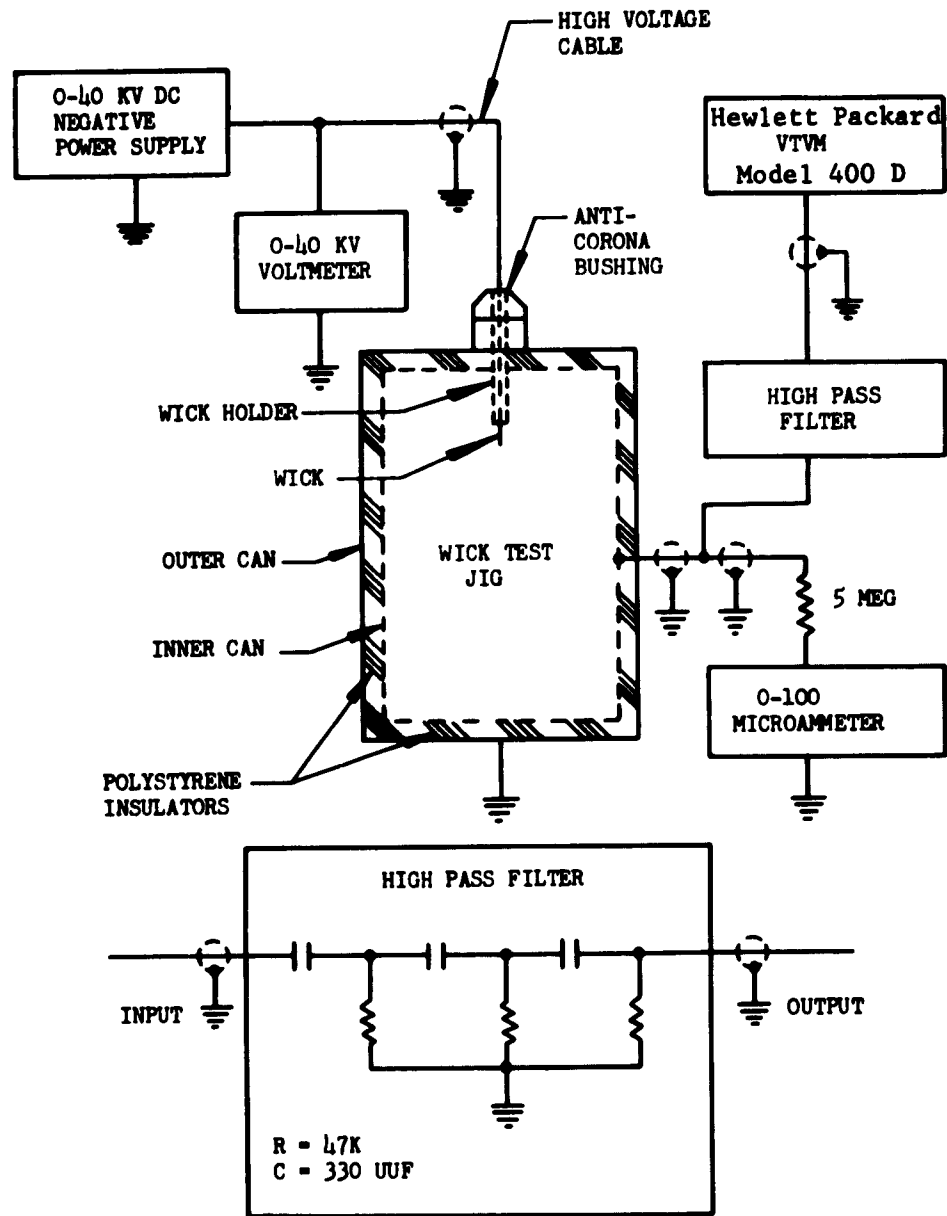 HIGH VOLTAGE
CABLE
0-40 KV DC
NEGATIVE
POWER SUPPLY
Hewlett Packard
VTVM
Model 400 D
0-40 KV
VOLTMETER
ANTI-
CORONA
BUSHING
WICK HOLDER
HIGH PASS
FILTER
WICK
OUTER CAN
WICK TEST
JIG
5 MEG
INNER CAN
0-100
MICROAMMETER
POLYSTYRENE
INSULATORS
HIGH PASS FILTER
INPUT
OUTPUT
R = 47K
C = 330 UUF